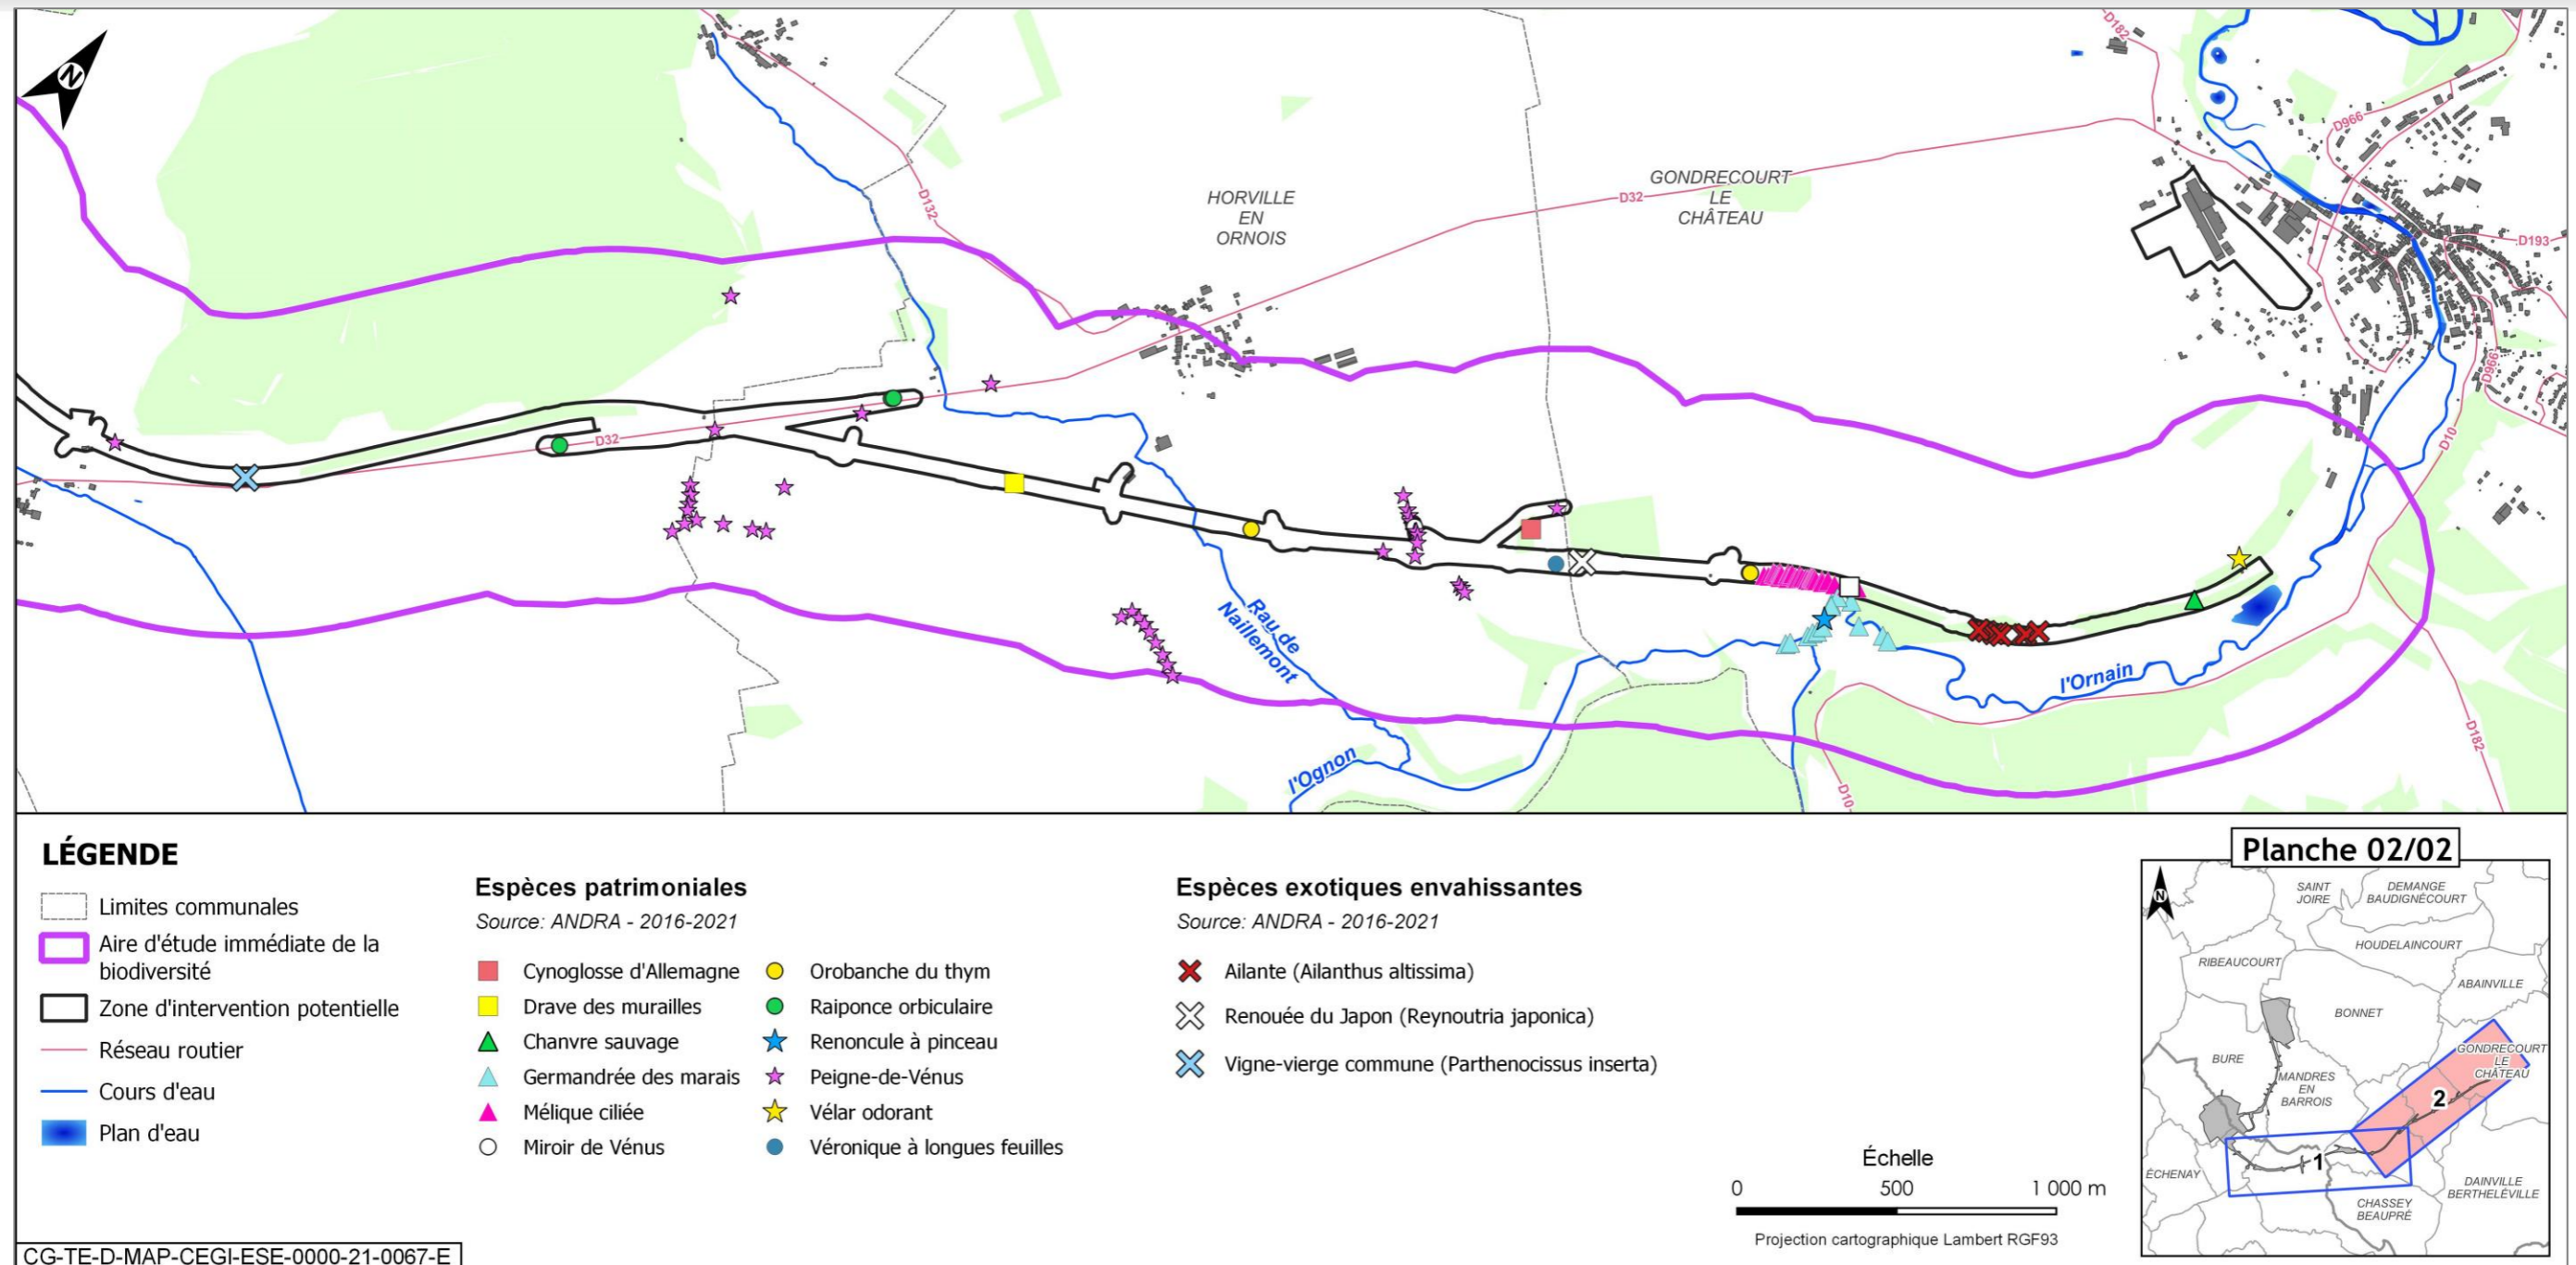 N
D182
D966
D132
HORVILLE
EN
ORNOIS
D32
GONDRECOURT
LE
CHÂTEAU
D193
D966
D10
D32
Rau de
Naillemont
l'Ornain
l'Ognon
D182
D10
LÉGENDE
Limites communales
Aire d'étude immédiate de la
biodiversité
Zone d'intervention potentielle
Réseau routier
Cours d'eau
Plan d'eau
Espèces patrimoniales
Source: ANDRA - 2016-2021
Cynoglosse d'Allemagne
Drave des murailles
Chanvre sauvage
Germandrée des marais
Mélique ciliée
Miroir de Vénus
Orobanche du thym
Raiponce orbiculaire
Renoncule à pinceau
Peigne-de-Vénus
Vélar odorant
Véronique à longues feuilles
Espèces exotiques envahissantes
Source: ANDRA - 2016-2021
Ailante (Ailanthus altissima)
Renouée du Japon (Reynoutria japonica)
Vigne-vierge commune (Parthenocissus inserta)
Échelle
0 500 1 000 m
Projection cartographique Lambert RGF93
Planche 02/02
N
SAINT
JOIRE
DEMANGE
BAUDIGNÉCOURT
HOUDELAINCOURT
RIBEAUCOURT
ABAINVILLE
BONNET
GONDRECOURT
LE
CHÂTEAU
BURE
MANDRES
EN
BARROIS
2
1
ÉCHENAY
DAINVILLE
BERTHELÉVILLE
CHASSEY
BEAUPRÉ
CG-TE-D-MAP-CEGI-ESE-0000-21-0067-E